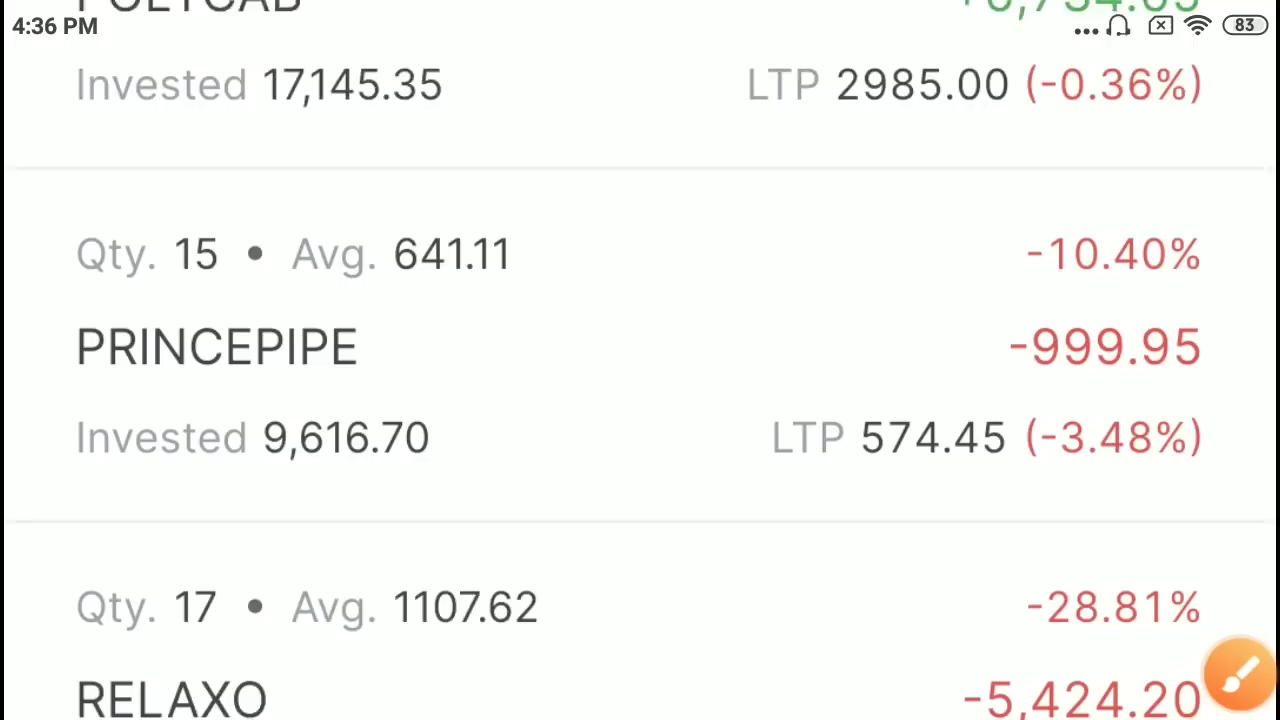 POLYCAB
4:36 PM 83
Invested 17,145.35 LTP 2985.00 (-0.36%)
Qty. 15 • Avg. 641.11 -10.40%
PRINCEPIPE -999.95
Invested 9,616.70 LTP 574.45 (-3.48%)
Qty. 17 • Avg. 1107.62 -28.81%
RELAXO -5,424.20